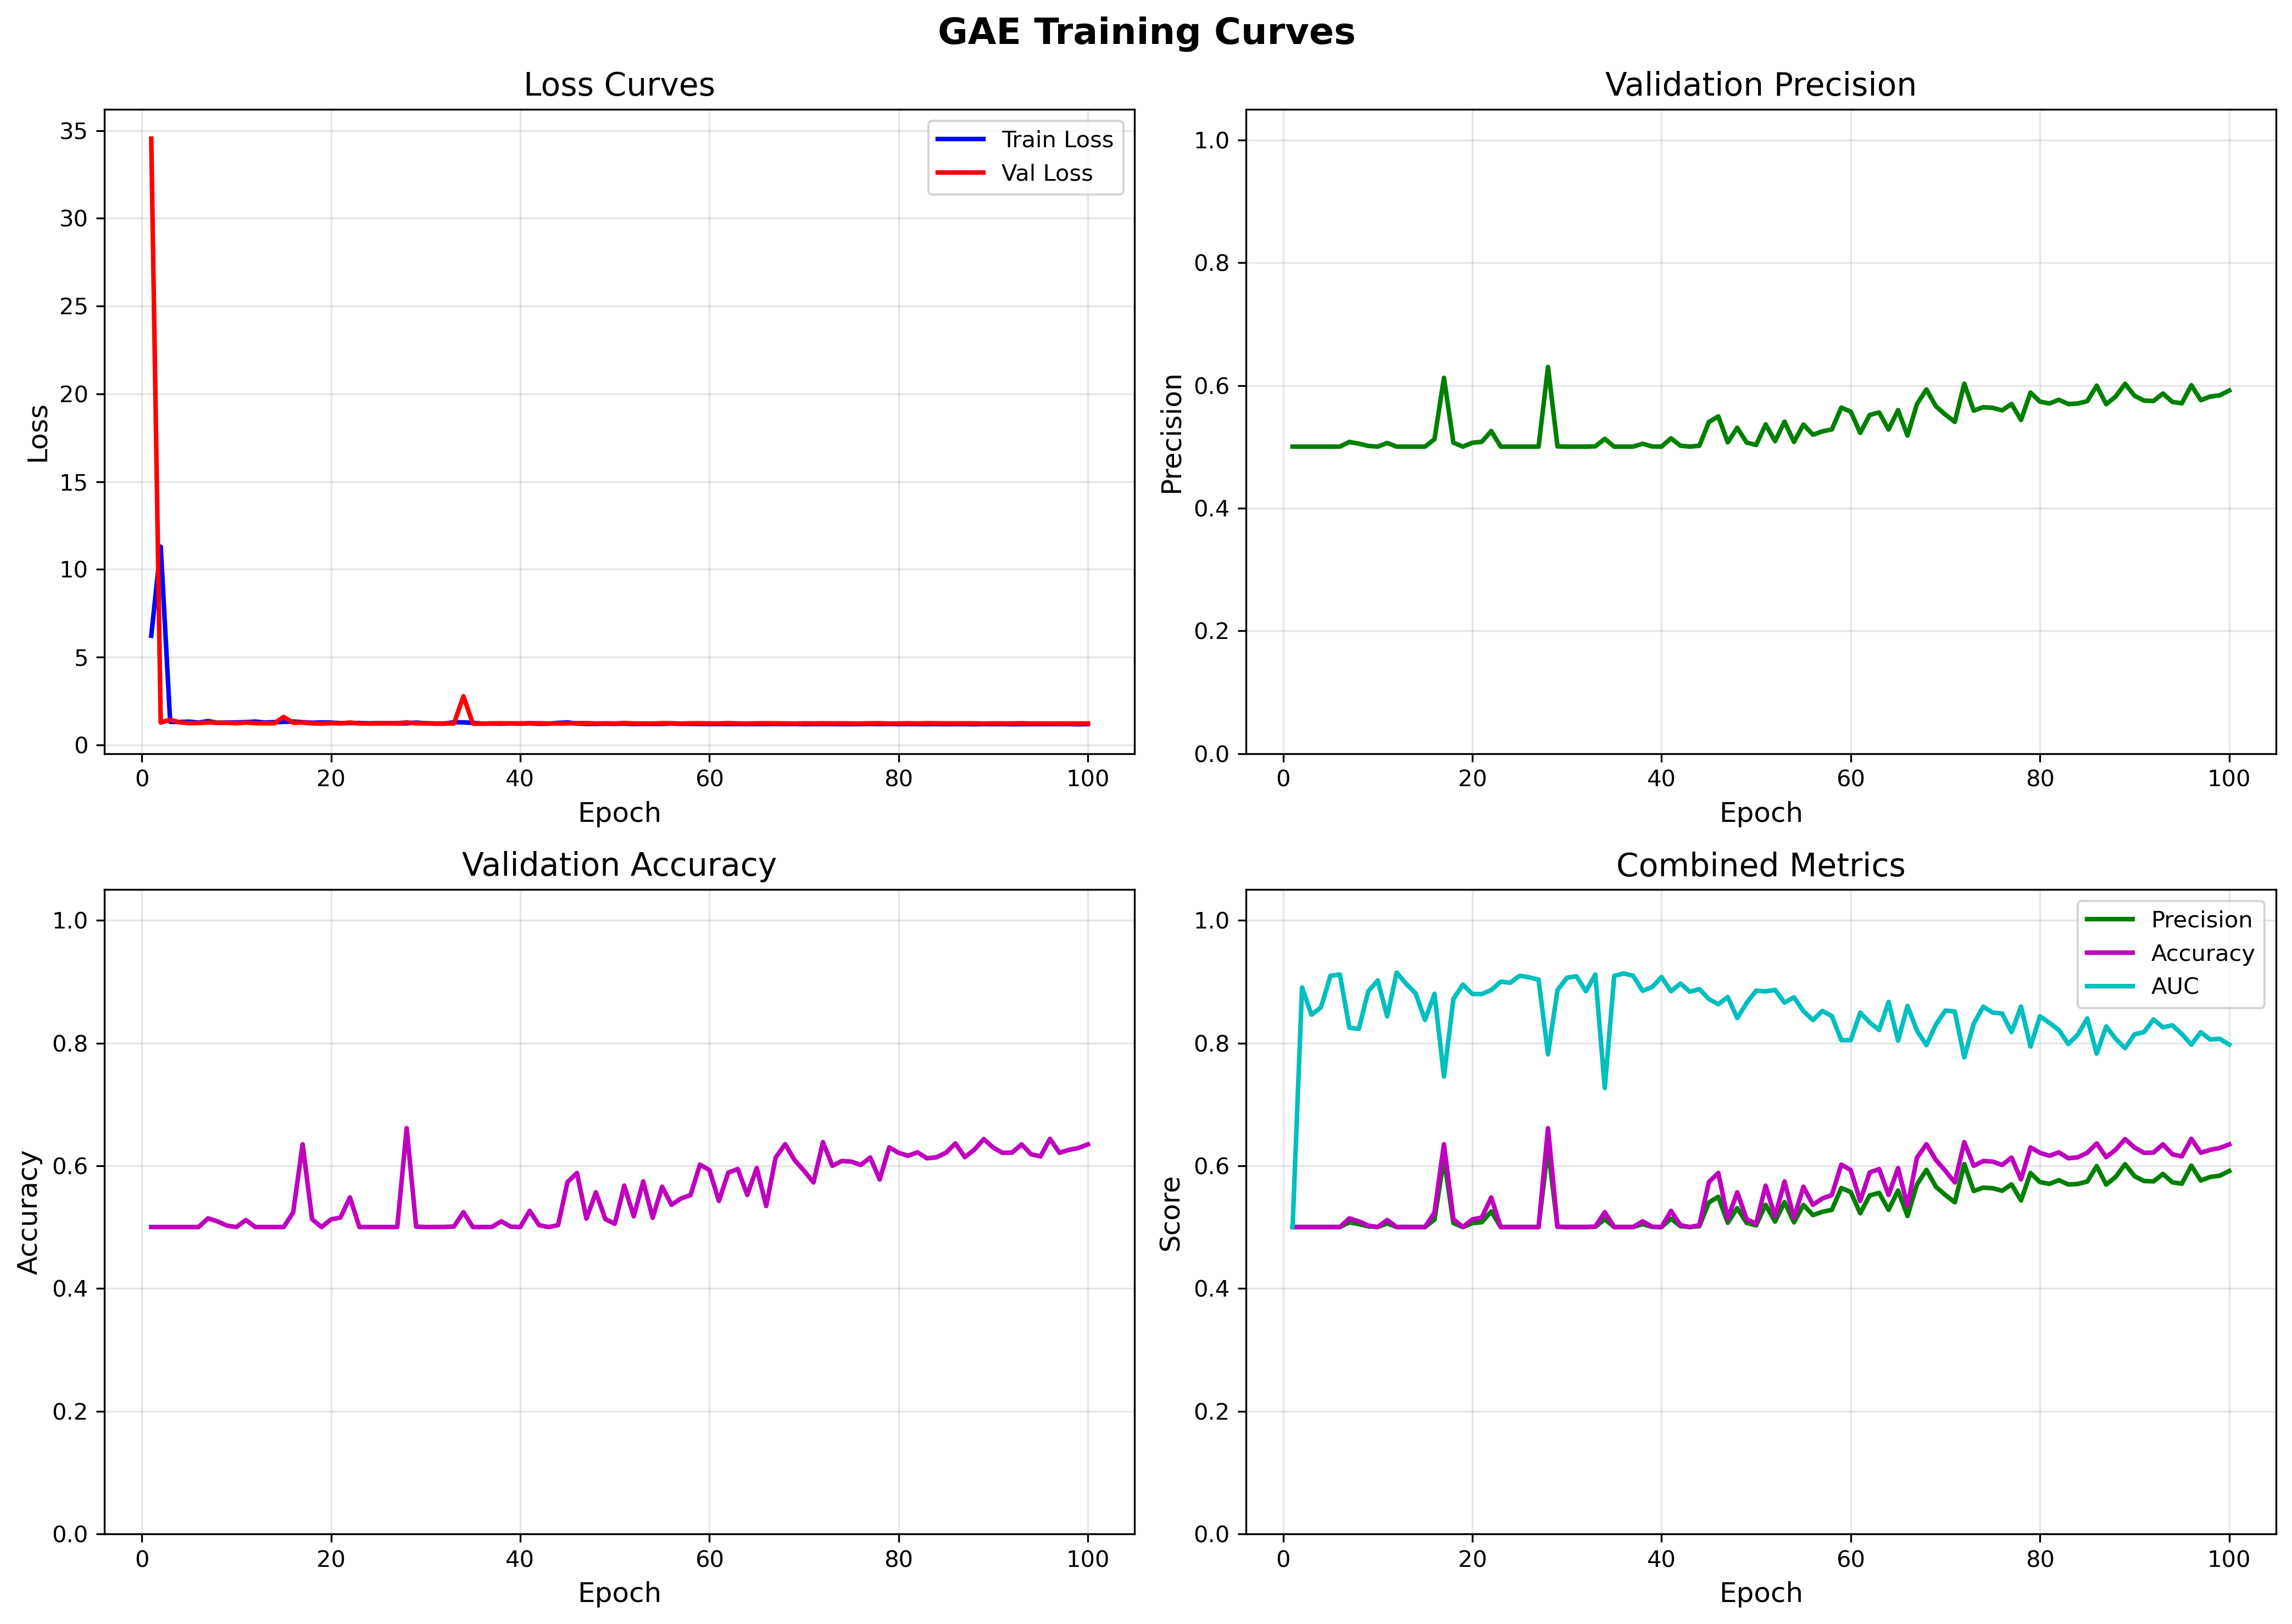 GAE Training Curves
Loss Curves
35
30
25
20
15
10
5
0
Loss
0 20 40 60 80 100
Epoch
Train Loss
Val Loss
Validation Precision
1.0
0.8
0.6
0.4
0.2
0.0
Precision
0 20 40 60 80 100
Epoch
Validation Accuracy
1.0
0.8
0.6
0.4
0.2
0.0
Accuracy
0 20 40 60 80 100
Epoch
Combined Metrics
1.0
0.8
0.6
0.4
0.2
0.0
Score
0 20 40 60 80 100
Epoch
Precision
Accuracy
AUC